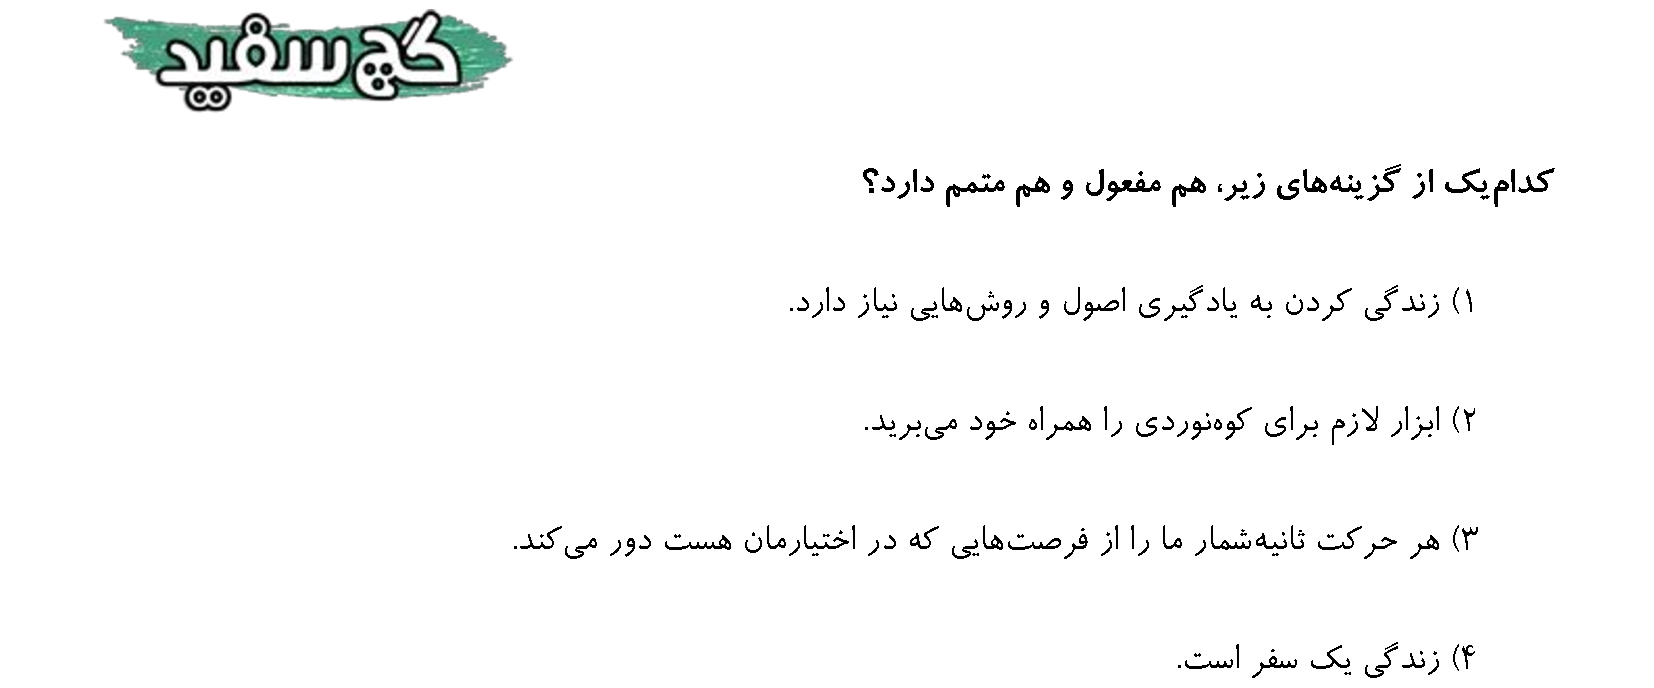 گچ سفید
کدام‌یک از گزینه‌های زیر، هم مفعول و هم متمم دارد؟
۱) زندگی کردن به یادگیری اصول و روش‌هایی نیاز دارد.
۲) ابزار لازم برای کوه‌نوردی را همراه خود می‌برید.
۳) هر حرکت ثانیه‌شمار ما را از فرصت‌هایی که در اختیارمان هست دور می‌کند.
۴) زندگی یک سفر است.